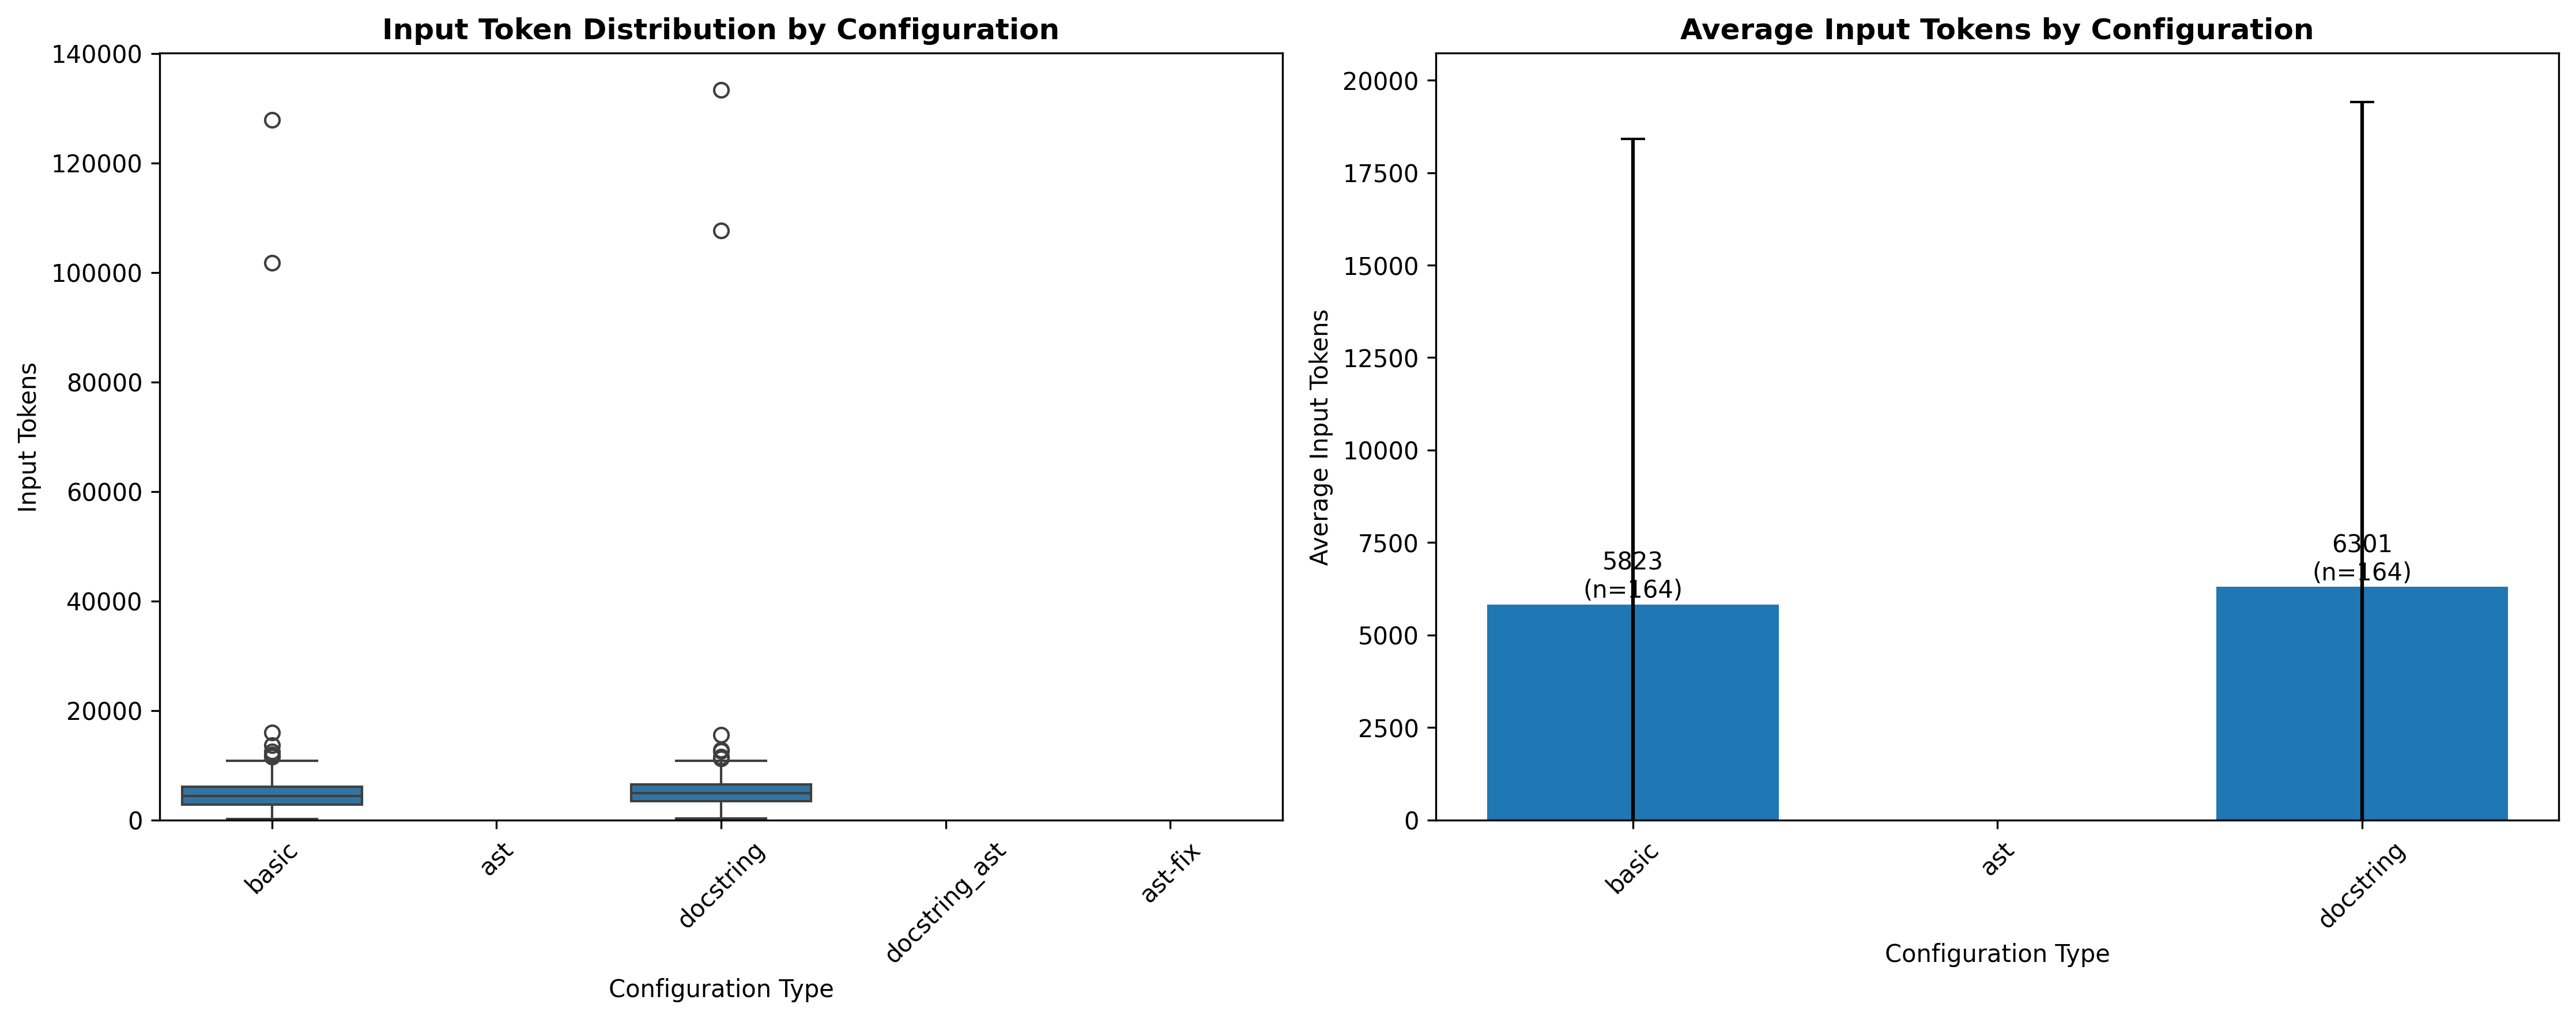 Input Token Distribution by Configuration
Input Tokens
140000
120000
100000
80000
60000
40000
20000
0
basic
ast
docstring
docstring_ast
ast-fix
Configuration Type
Average Input Tokens by Configuration
Average Input Tokens
20000
17500
15000
12500
10000
7500
5000
2500
0
5823
(n=164)
6301
(n=164)
basic
ast
docstring
Configuration Type